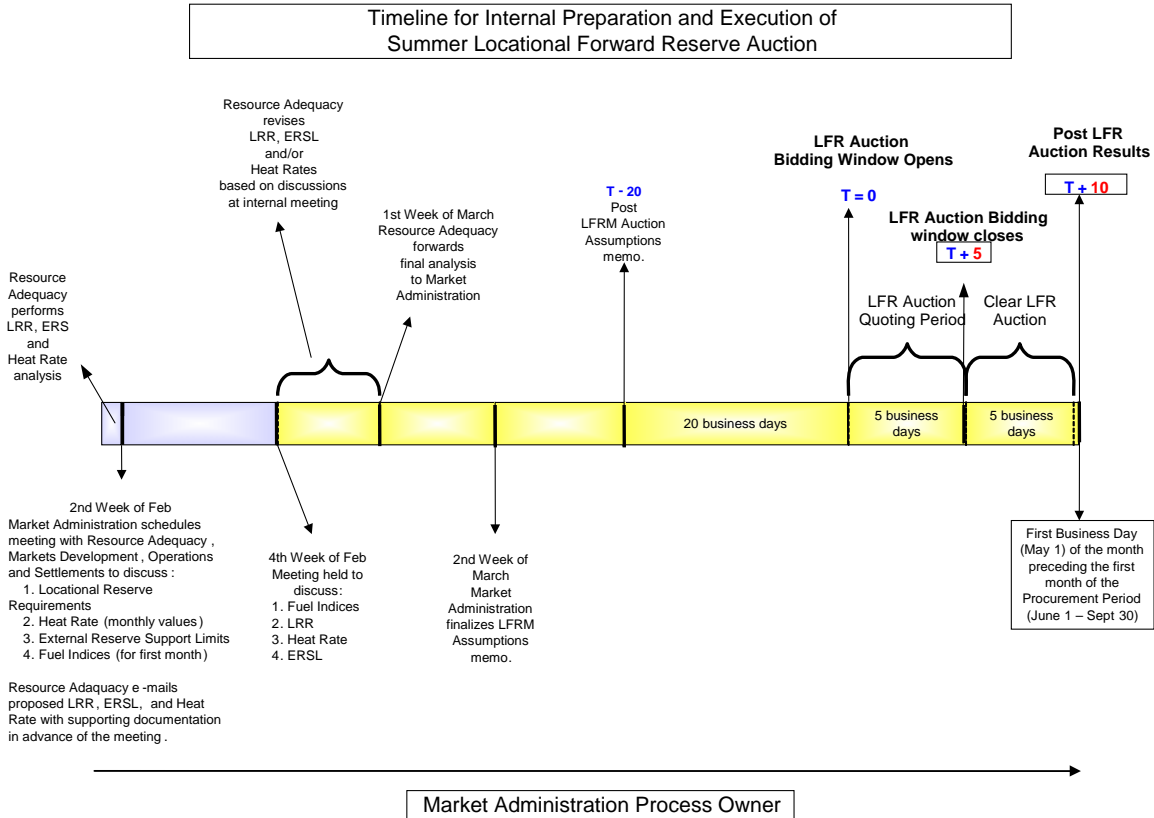 Timeline for Internal Preparation and Execution of
Summer Locational Forward Reserve Auction
Resource Adequacy
revises
LRR, ERSL
and/or
Heat Rates
based on discussions
at internal meeting
1st Week of March
Resource Adequacy
forwards
final analysis
to Market
Administration
T - 20
Post
LFRM Auction
Assumptions
memo.
LFR Auction
Bidding Window Opens
T = 0
LFR Auction Bidding
window closes
T + 5
Post LFR
Auction Results
T + 10
Resource
Adequacy
performs
LRR, ERS
and
Heat Rate
analysis
LFR Auction
Quoting Period
Clear LFR
Auction
20 business days
5 business
days
5 business
days
2nd Week of Feb
Market Administration schedules
meeting with Resource Adequacy ,
Markets Development , Operations
and Settlements to discuss :
1. Locational Reserve
Requirements
2. Heat Rate (monthly values)
3. External Reserve Support Limits
4. Fuel Indices (for first month)
Resource Adaquacy e -mails
proposed LRR, ERSL, and Heat
Rate with supporting documentation
in advance of the meeting .
4th Week of Feb
Meeting held to
discuss:
1. Fuel Indices
2. LRR
3. Heat Rate
4. ERSL
2nd Week of
March
Market
Administration
finalizes LFRM
Assumptions
memo.
First Business Day
(May 1) of the month
preceding the first
month of the
Procurement Period
(June 1 – Sept 30)
Market Administration Process Owner